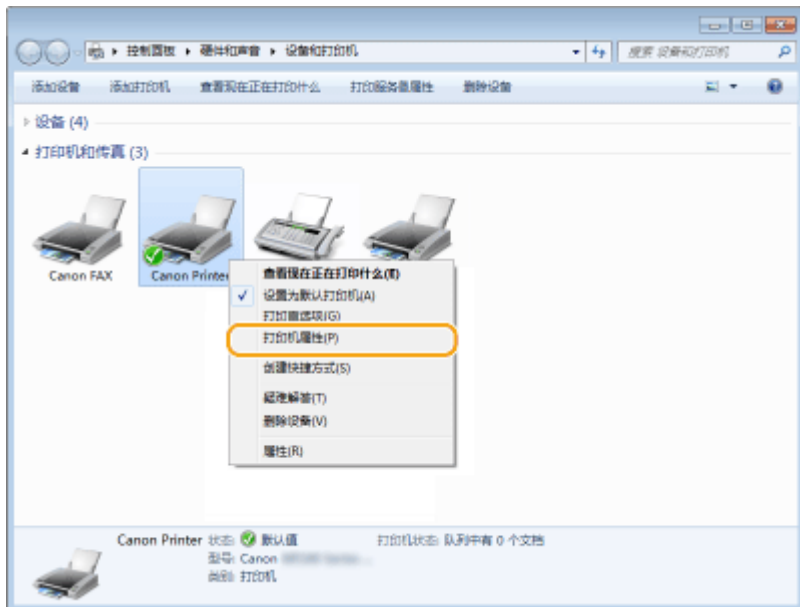 控制面板 ▸ 硬件和声音 ▸ 设备和打印机
搜索 设备和打印机
添加设备 添加打印机 查看现在正在打印什么 打印服务器属性 删除设备
设备 (4)
打印机和传真 (3)
Canon FAX Canon Printer
查看现在正在打印什么(E)
设置为默认打印机(A)
打印首选项(G)
打印机属性(P)
创建快捷方式(S)
疑难解答(T)
删除设备(V)
属性(R)
Canon Printer 状态: 默认值 打印机状态: 队列中有 0 个文档
型号: Canon
类别: 打印机